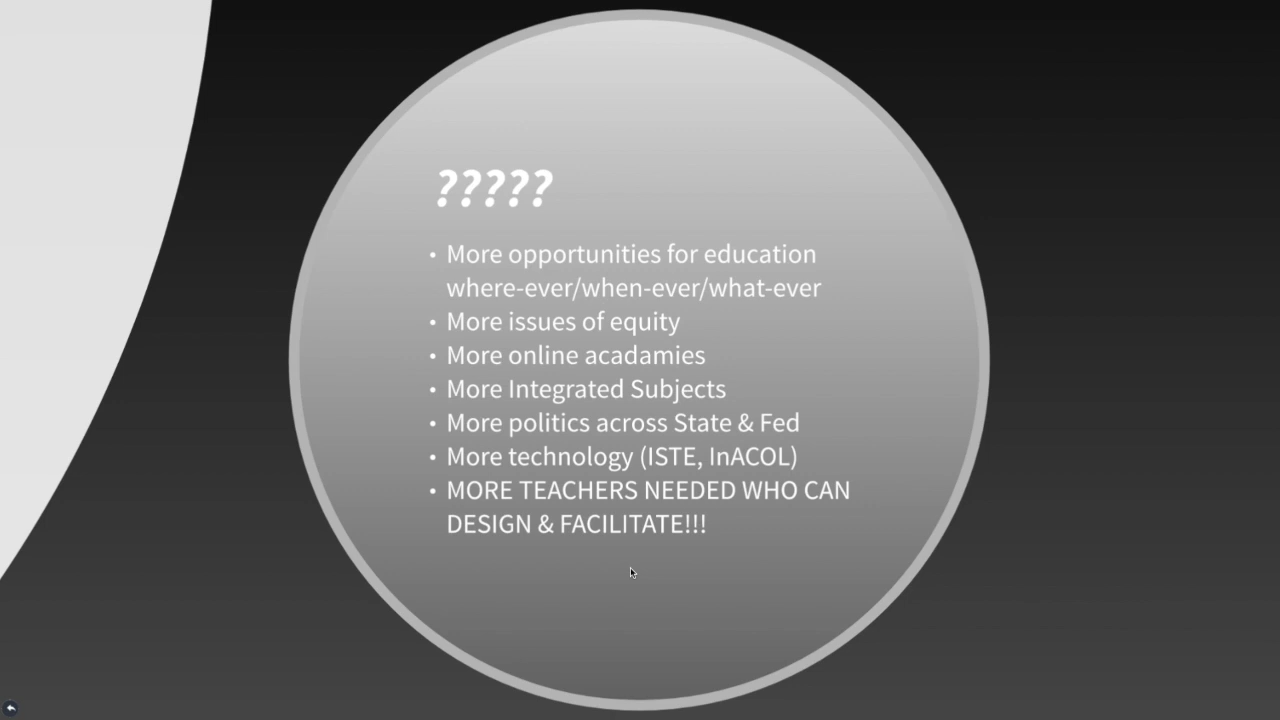 ?????
• More opportunities for education
where-ever/when-ever/what-ever
• More issues of equity
• More online acadamies
• More Integrated Subjects
• More politics across State & Fed
• More technology (ISTE, InACOL)
• MORE TEACHERS NEEDED WHO CAN
DESIGN & FACILITATE!!!